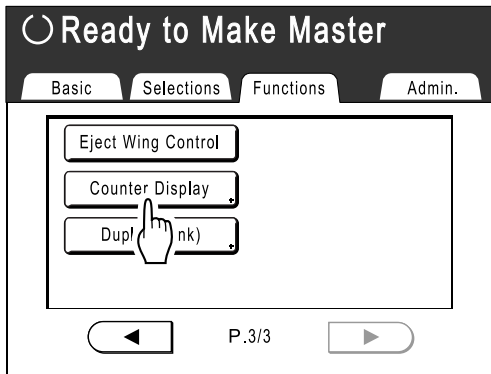 Ready to Make Master
Basic Selections Functions Admin.
Eject Wing Control
Counter Display
Dupl nk)
P.3/3